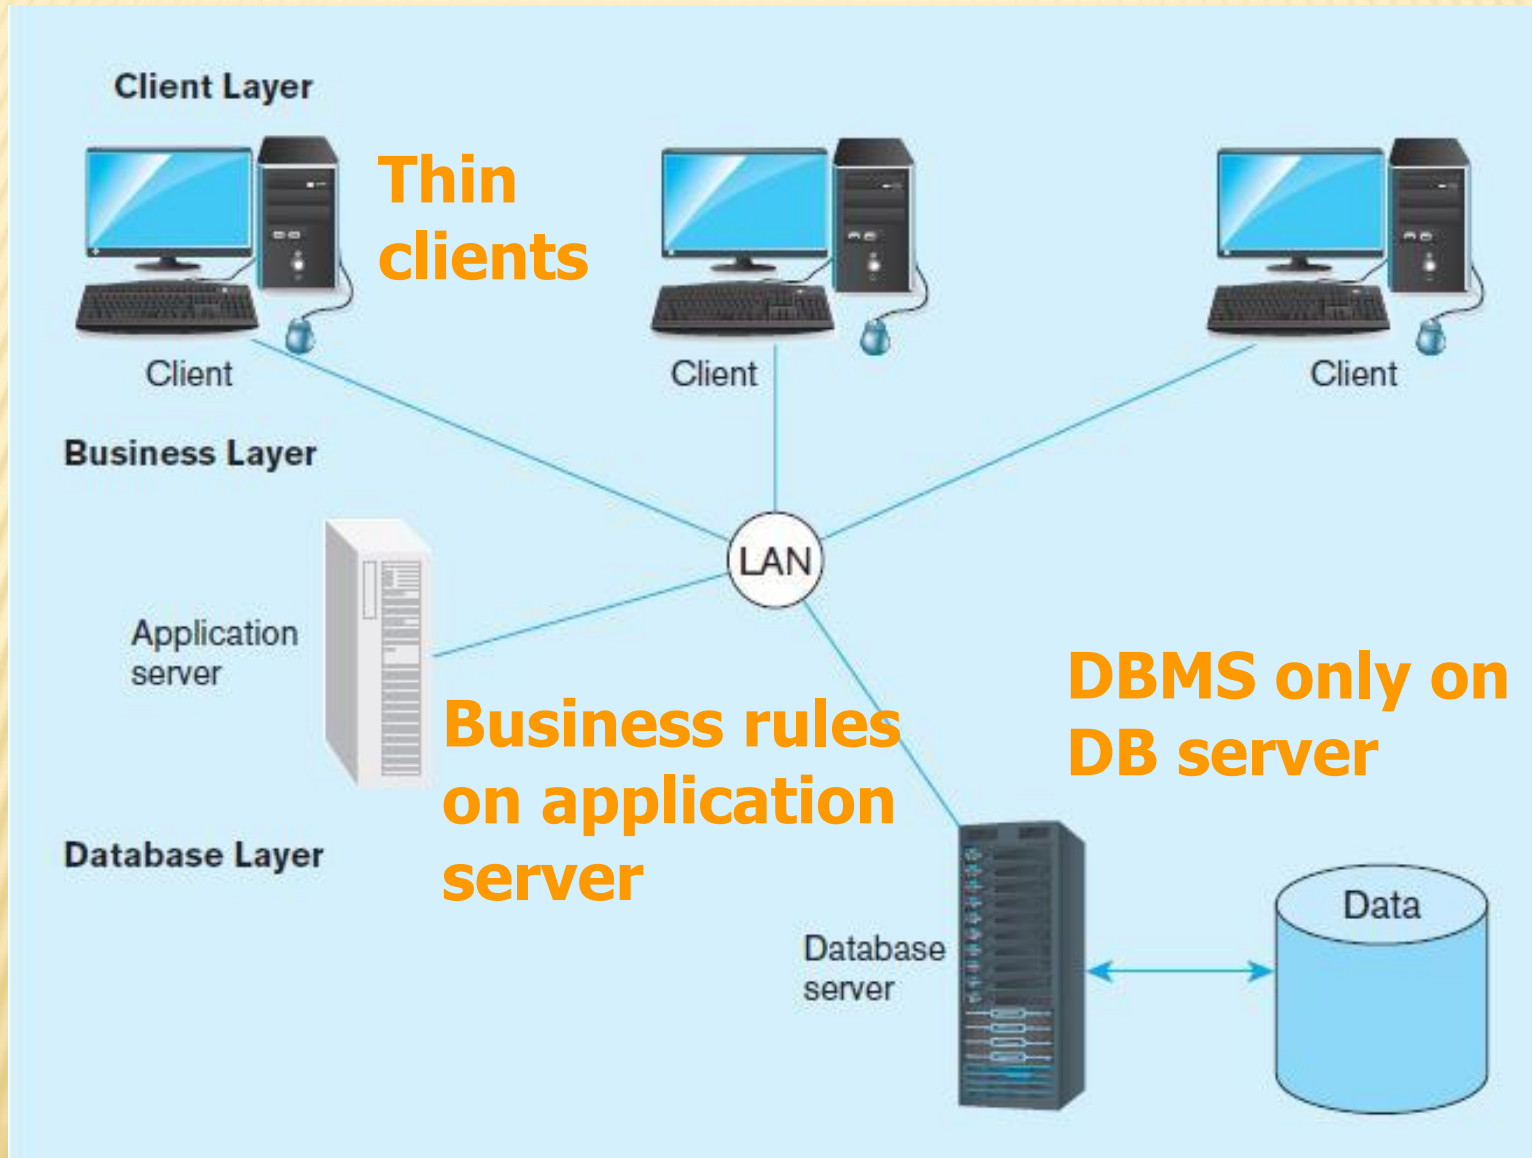 Client Layer
Thin
clients
Client
Client
Client
Business Layer
LAN
Application
server
Business rules
on application
server
DBMS only on
DB server
Database Layer
Database
server
Data